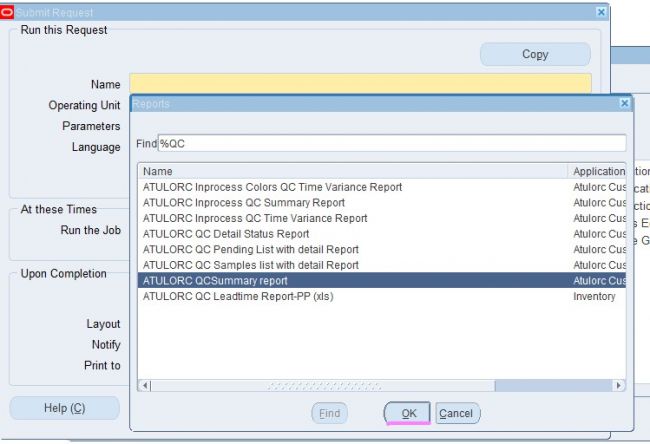 Submit Request
Run this Request
Copy
Name
Operating Unit
Parameters
Language
Reports
Find %QC
Name Application
ATULORC Inprocess Colors QC Time Variance Report Atulorc Cus
ATULORC Inprocess QC Summary Report Atulorc Cus
ATULORC Inprocess QC Time Variance Report Atulorc Cus
ATULORC QC Detail Status Report Atulorc Cus
ATULORC QC Pending List with detail Report Atulorc Cus
ATULORC QC Samples list with detail Report Atulorc Cus
ATULORC QCSummary report Atulorc Cus
ATULORC QC Leadtime Report-PP (xls) Inventory
At these Times
Run the Job
Upon Completion
Layout
Notify
Print to
Help (C)
Find
OK
Cancel